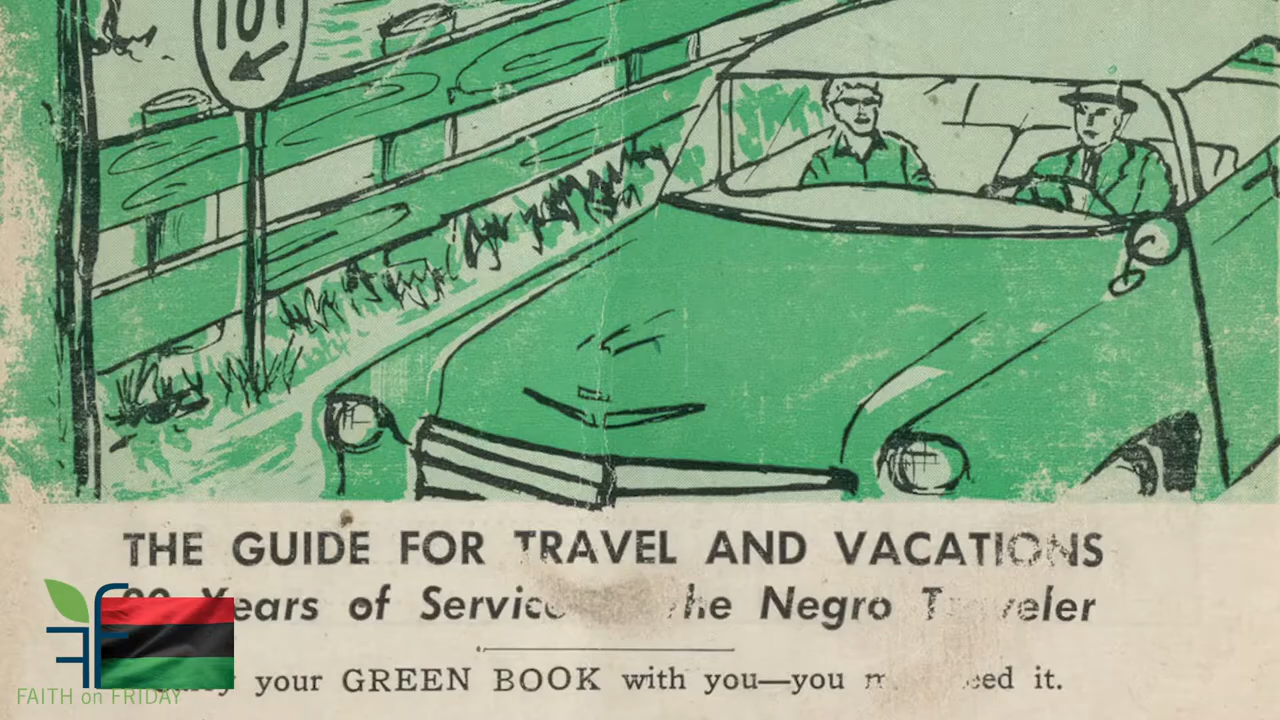 101
THE GUIDE FOR TRAVEL AND VACATIONS
Years of Service the Negro Traveler
your GREEN BOOK with you—you need it.
FAITH on FRIDAY